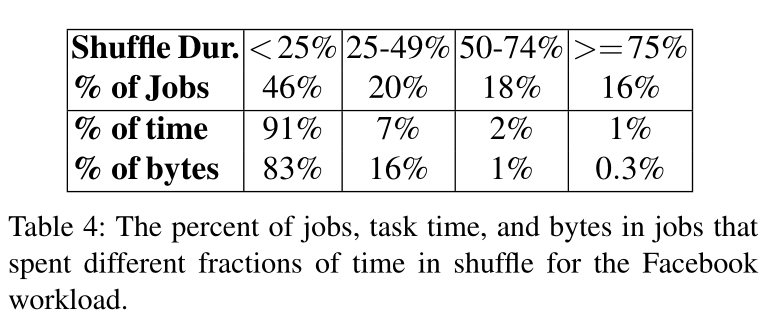 Shuffle Dur. <25% 25-49% 50-74% >=75%
% of Jobs 46% 20% 18% 16%
% of time 91% 7% 2% 1%
% of bytes 83% 16% 1% 0.3%
Table 4: The percent of jobs, task time, and bytes in jobs that
spent different fractions of time in shuffle for the Facebook
workload.